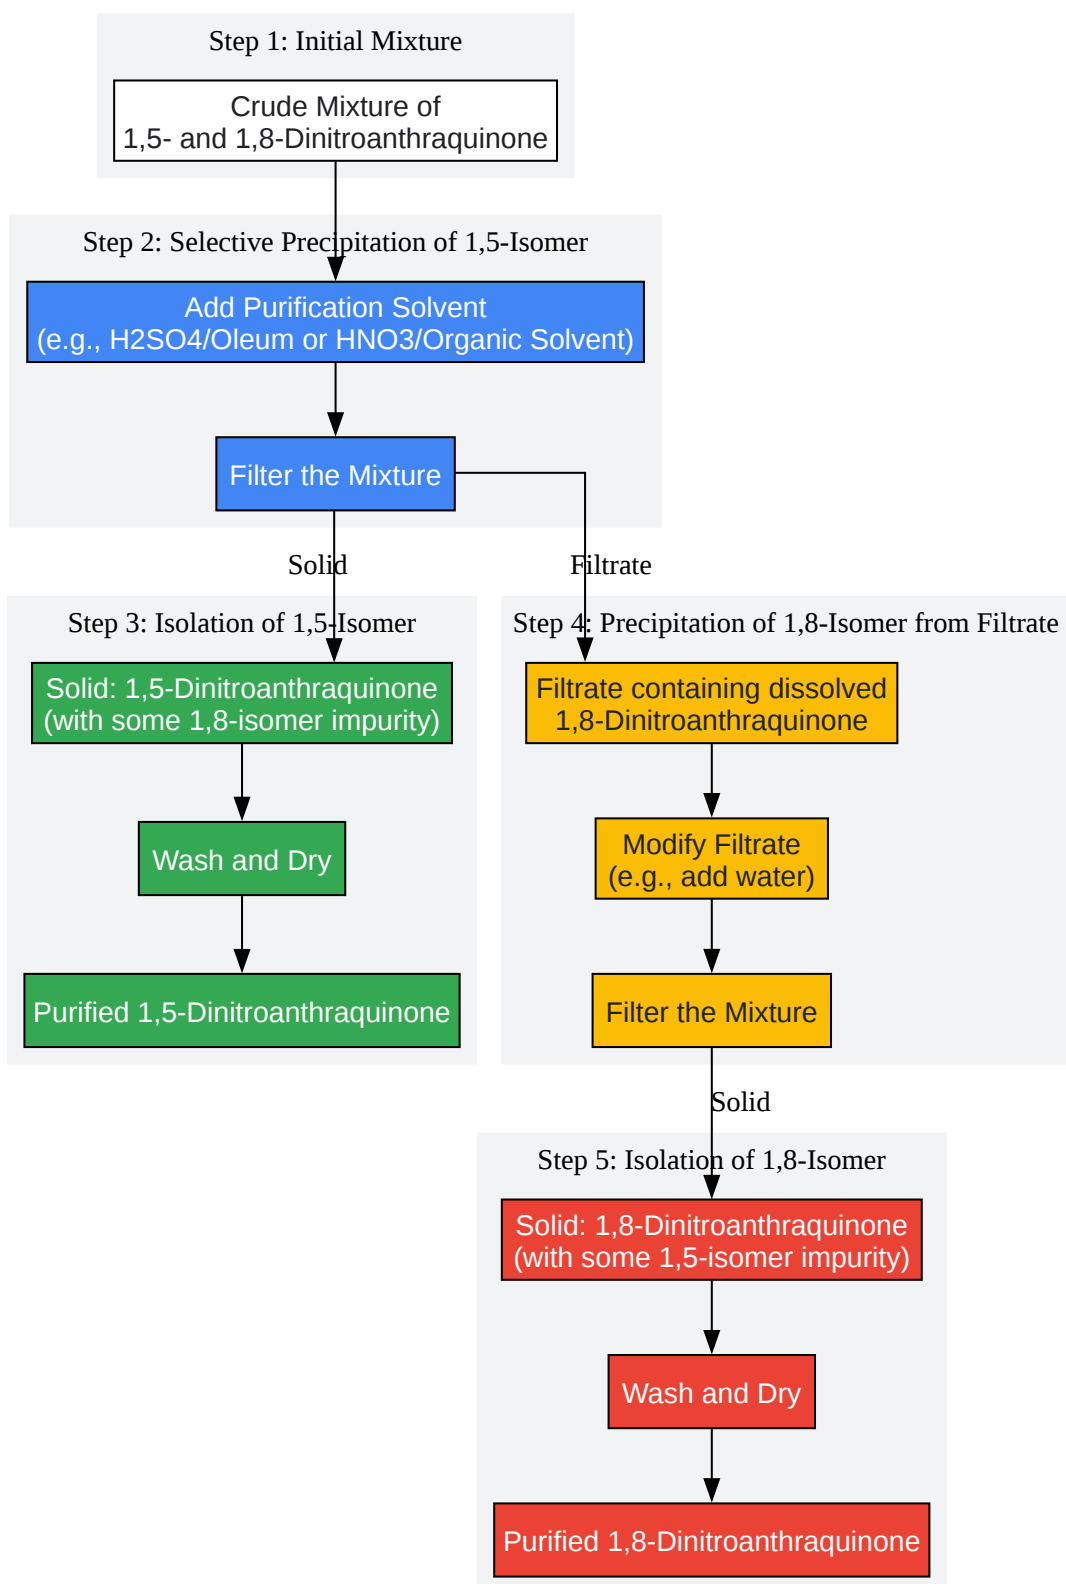 Step 1: Initial Mixture
Crude Mixture of
1,5- and 1,8-Dinitroanthraquinone
Step 2: Selective Precipitation of 1,5-Isomer
Add Purification Solvent
(e.g., H2SO4/Oleum or HNO3/Organic Solvent)
Filter the Mixture
Solid
Filtrate
Step 3: Isolation of 1,5-Isomer
Solid: 1,5-Dinitroanthraquinone
(with some 1,8-isomer impurity)
Wash and Dry
Purified 1,5-Dinitroanthraquinone
Step 4: Precipitation of 1,8-Isomer from Filtrate
Filtrate containing dissolved
1,8-Dinitroanthraquinone
Modify Filtrate
(e.g., add water)
Filter the Mixture
Solid
Step 5: Isolation of 1,8-Isomer
Solid: 1,8-Dinitroanthraquinone
(with some 1,5-isomer impurity)
Wash and Dry
Purified 1,8-Dinitroanthraquinone